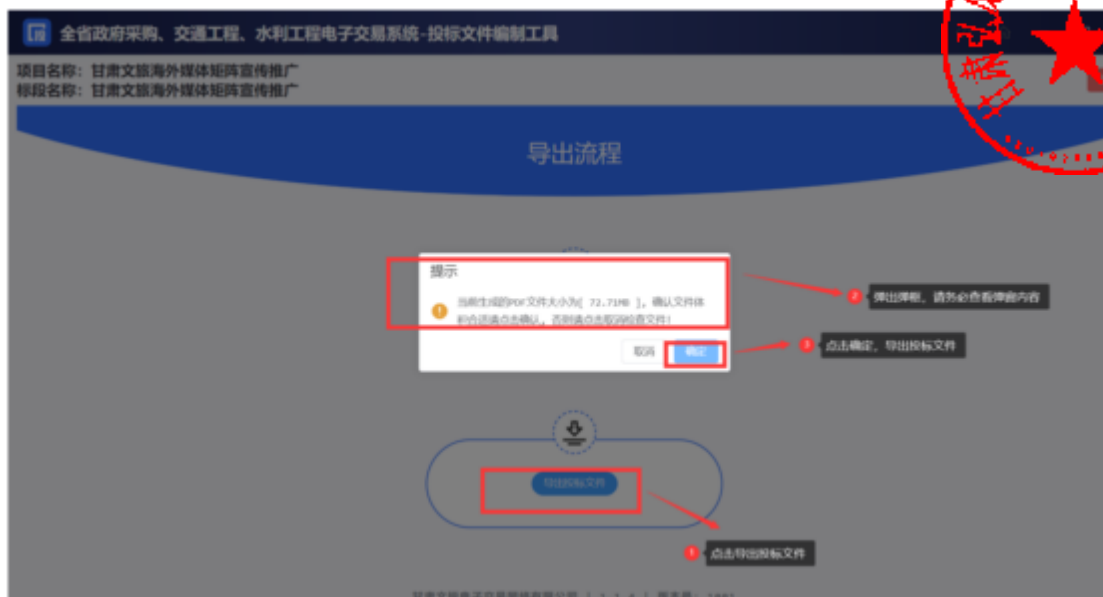 全省政府采购、交通工程、水利工程电子交易系统-投标文件编制工具
项目名称：甘肃文旅海外媒体矩阵宣传推广
标段名称：甘肃文旅海外媒体矩阵宣传推广
导出流程
提示
当前生成的PDF文件大小为[ 72.71MB ]，确认文件体
积合适请点击确认，否则请点击取消检查文件！
取消 确定
2 弹出弹框，请务必查看弹窗内容
3 点击确定，导出投标文件
导出投标文件
1 点击导出投标文件